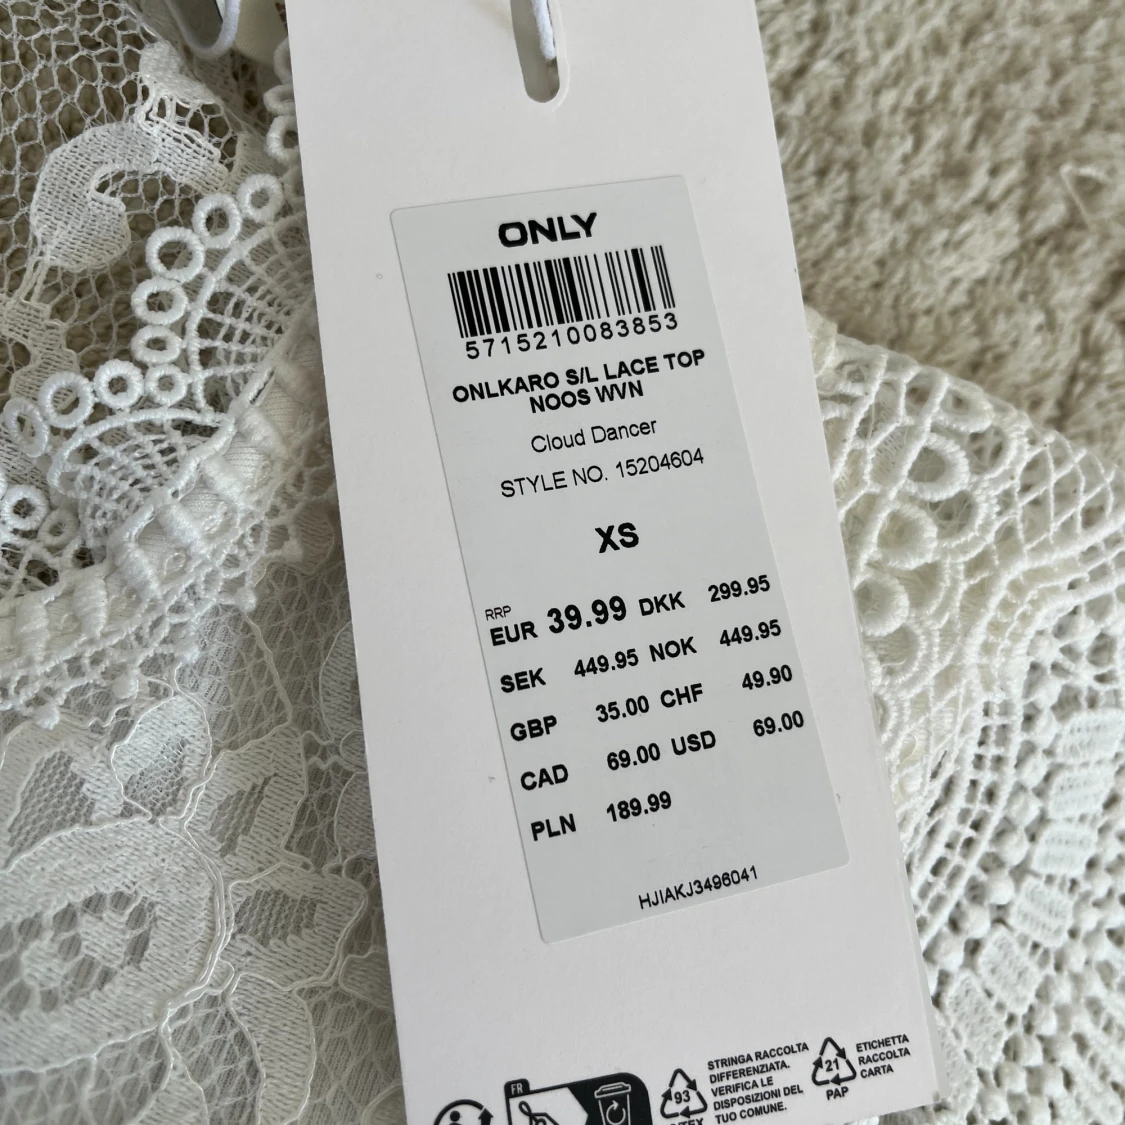 ONLY
5715210083853
ONLKARO S/L LACE TOP
NOOS WVN
Cloud Dancer
STYLE NO. 15204604
XS
RRP
EUR 39.99 DKK 299.95
SEK 449.95 NOK 449.95
GBP 35.00 CHF 49.90
CAD 69.00 USD 69.00
PLN 189.99
HJIAKJ3496041
FR
93
STRINGA RACCOLTA
DIFFERENZIATA.
VERIFICA LE
DISPOSIZIONI DEL
TUO COMUNE.
21
PAP
ETICHETTA
RACCOLTA
CARTA